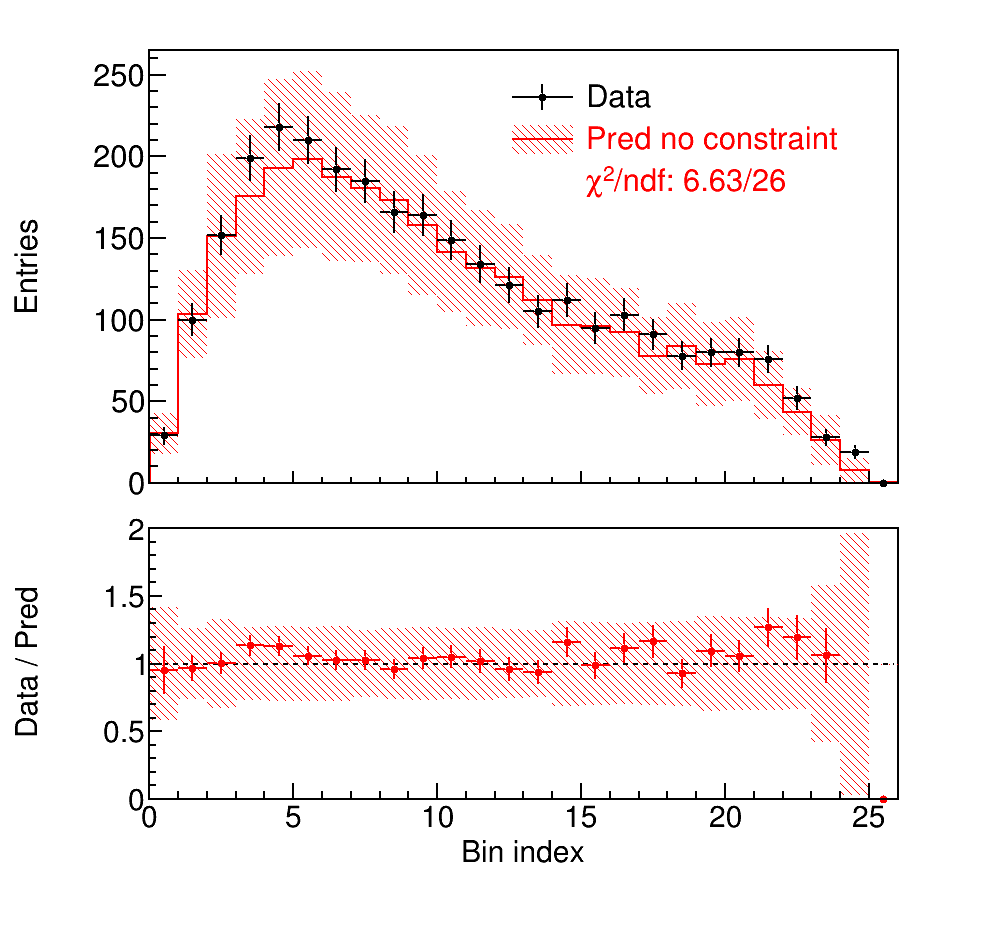 250
200
150
100
50
0
Entries
Data
Pred no constraint
χ²/ndf: 6.63/26
2
1.5
1
0.5
0
Data / Pred
0 5 10 15 20 25
Bin index